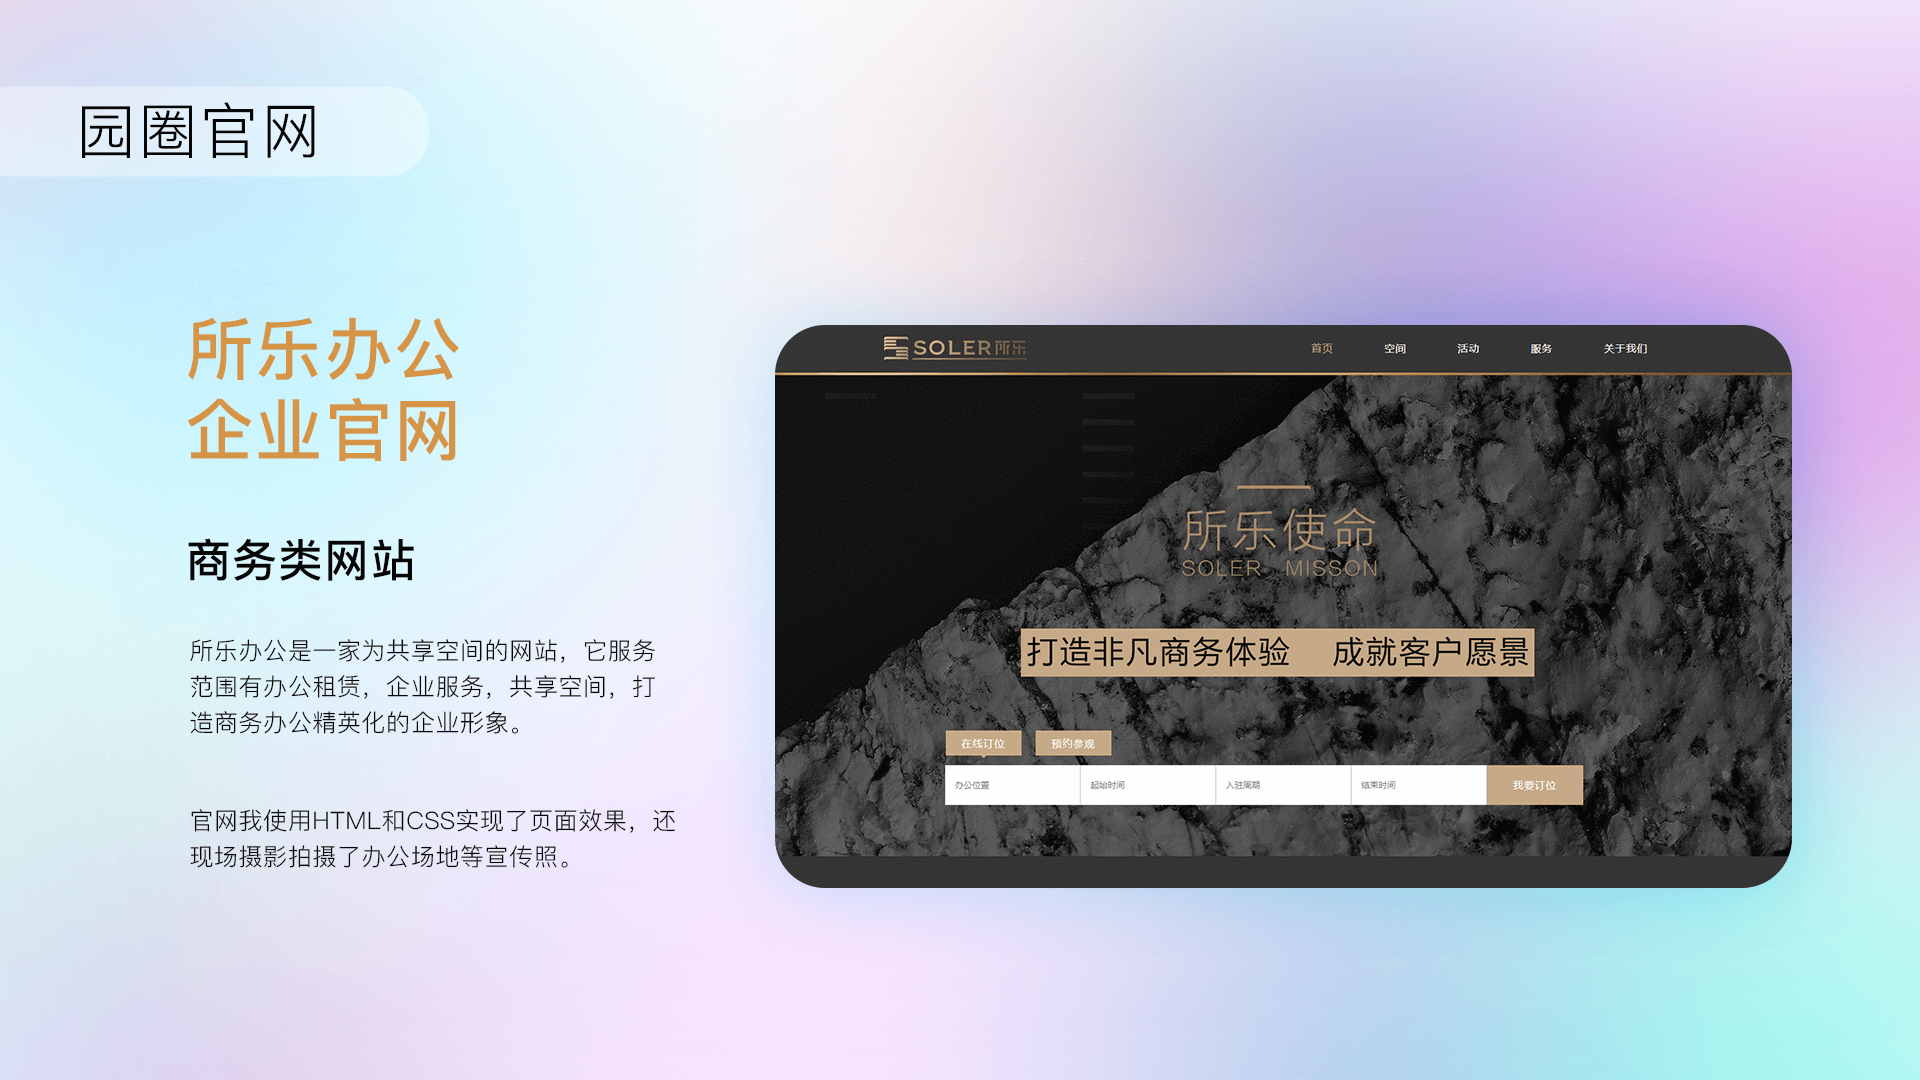 园圈官网
所乐办公
企业官网
商务类网站
所乐办公是一家为共享空间的网站，它服务
范围有办公租赁，企业服务，共享空间，打
造商务办公精英化的企业形象。
官网我使用HTML和CSS实现了页面效果，还
现场摄影拍摄了办公场地等宣传照。
SOLER所乐
首页 空间 活动 服务 关于我们
所乐使命
SOLER MISSON
打造非凡商务体验 成就客户愿景
在线订位 预约参观
办公位置 起始时间 入驻周期 结束时间 我要订位